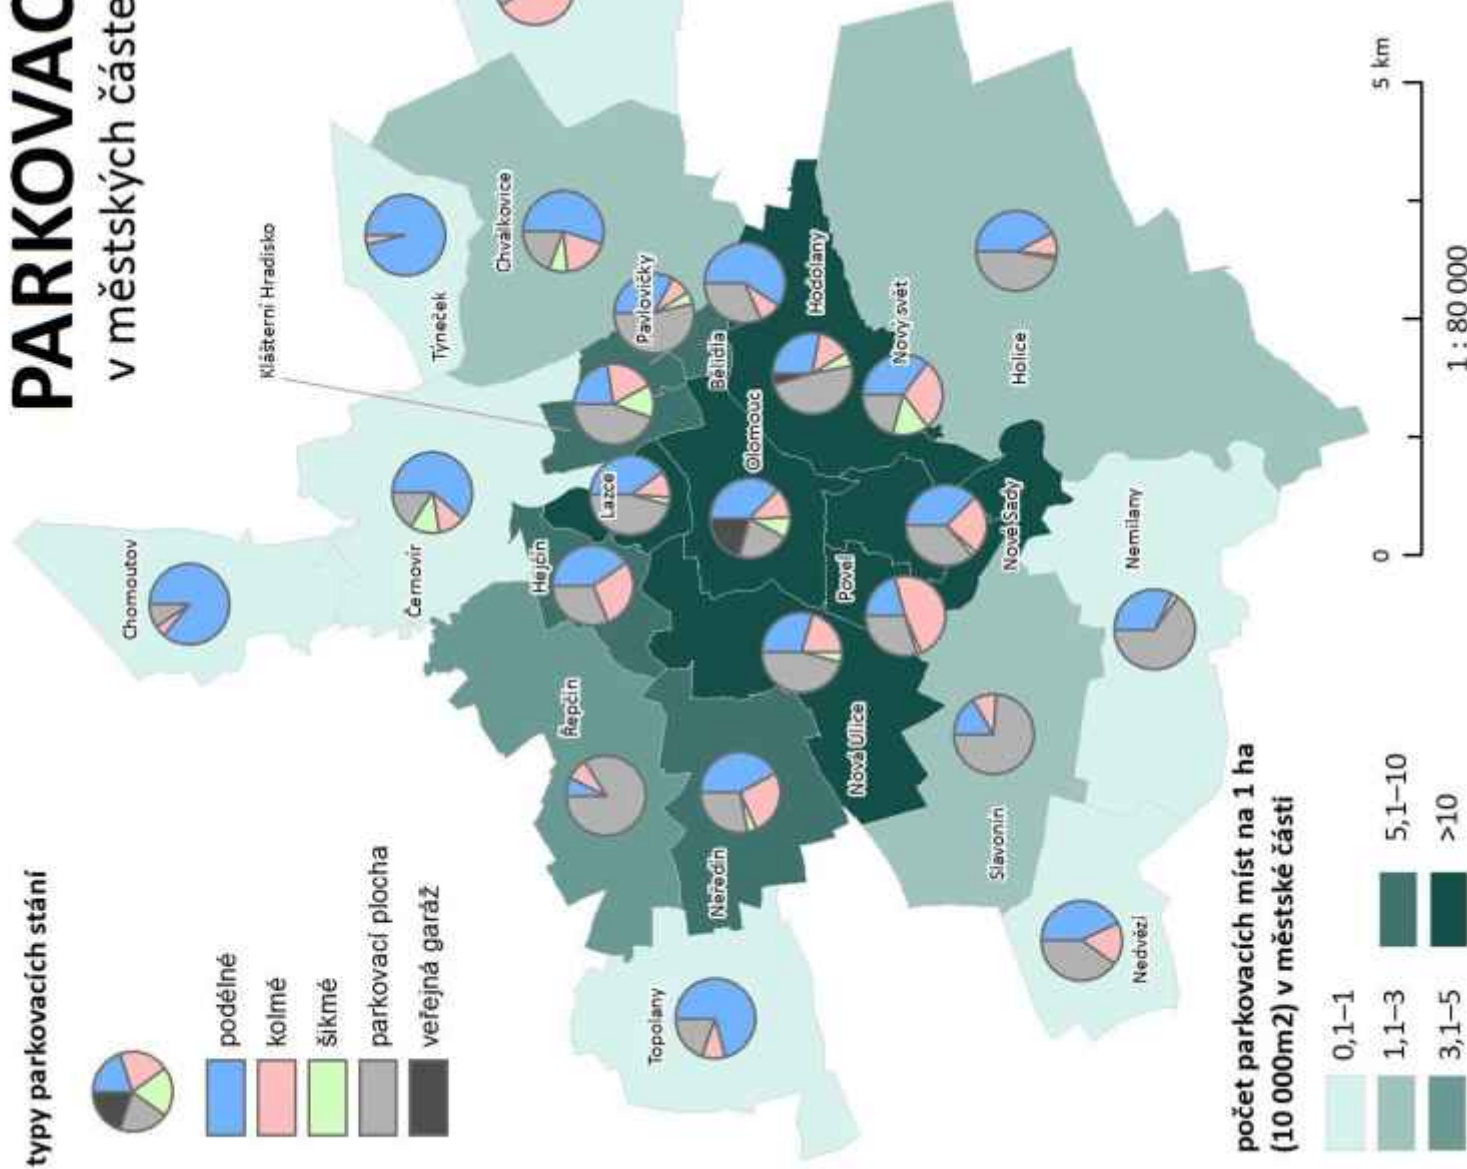 PARKOVAC
v městských částe
typy parkovacích stání
podélné
kolmé
šikmé
parkovací plocha
veřejná garáž
Chomoutov
Černovír
Klášterní Hradisko
Týneček
Chválkovice
Řepčín
Hejčín
Lazce
Pavlovičky
Bělidla
Topolany
Neředín
Olomouc
Hodolany
Nová Ulice
Povel
Nový svět
Slavonín
Nové Sady
Holice
Nedvězí
Nemilany
počet parkovacích míst na 1 ha
(10 000m2) v městské části
0,1–1
1,1–3
3,1–5
5,1–10
>10
0
5 km
1 : 80 000